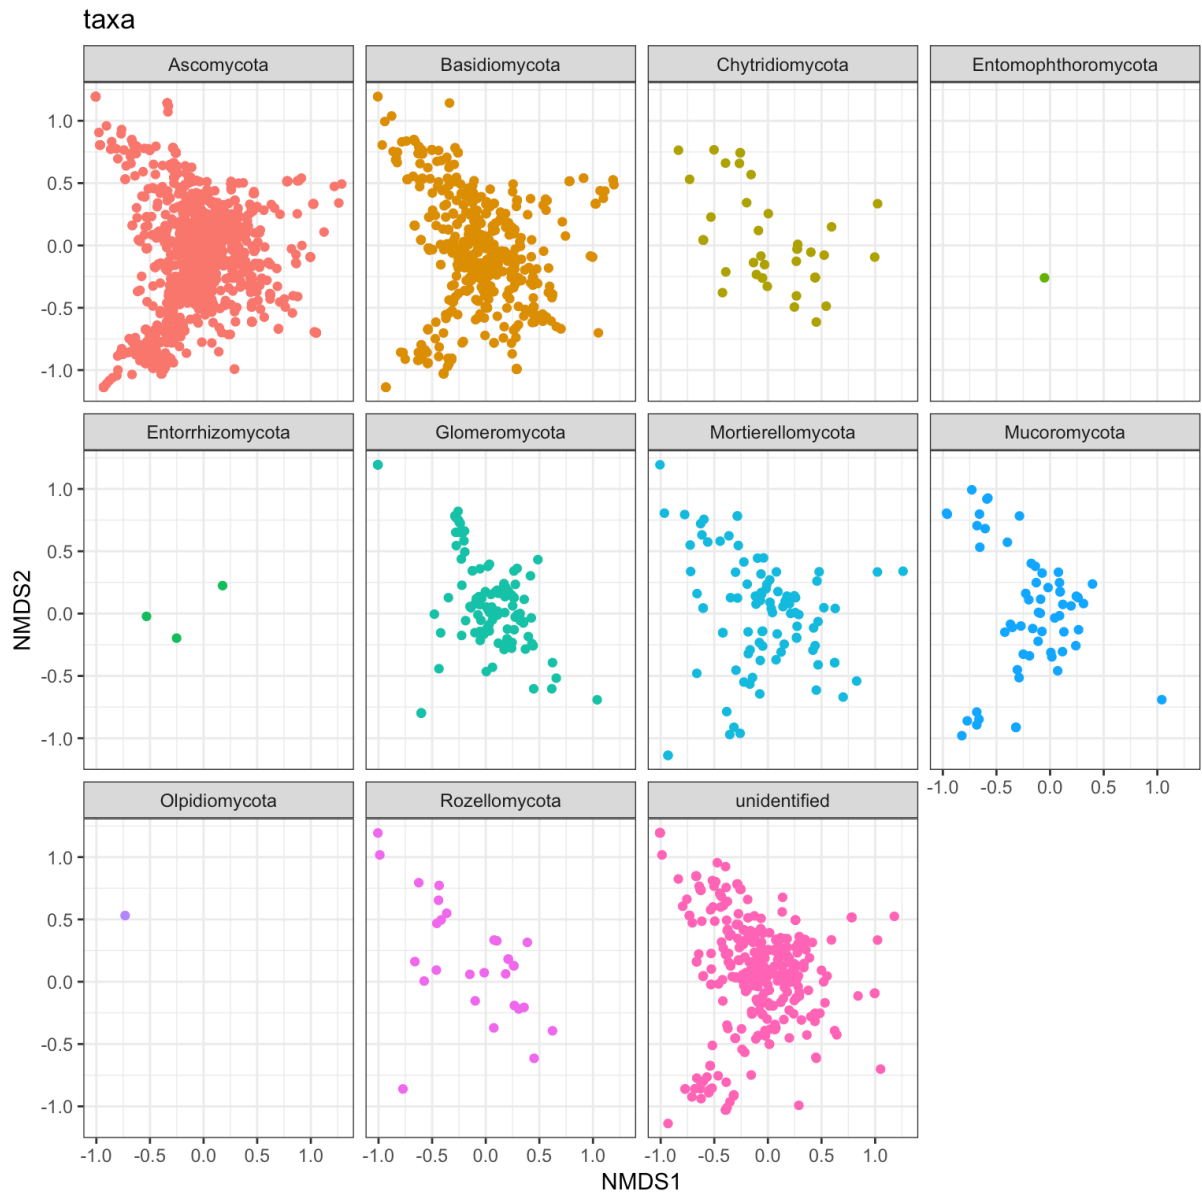 taxa
Ascomycota Basidiomycota Chytridiomycota Entomophthoromycota
1.0
0.5
0.0
-0.5
-1.0
Entorrhizomycota Glomeromycota Mortierellomycota Mucoromycota
1.0
0.5
0.0
-0.5
-1.0
NMDS2
-1.0 -0.5 0.0 0.5 1.0
Olpidiomycota Rozellomycota unidentified
1.0
0.5
0.0
-0.5
-1.0
-1.0 -0.5 0.0 0.5 1.0 -1.0 -0.5 0.0 0.5 1.0 -1.0 -0.5 0.0 0.5 1.0
NMDS1